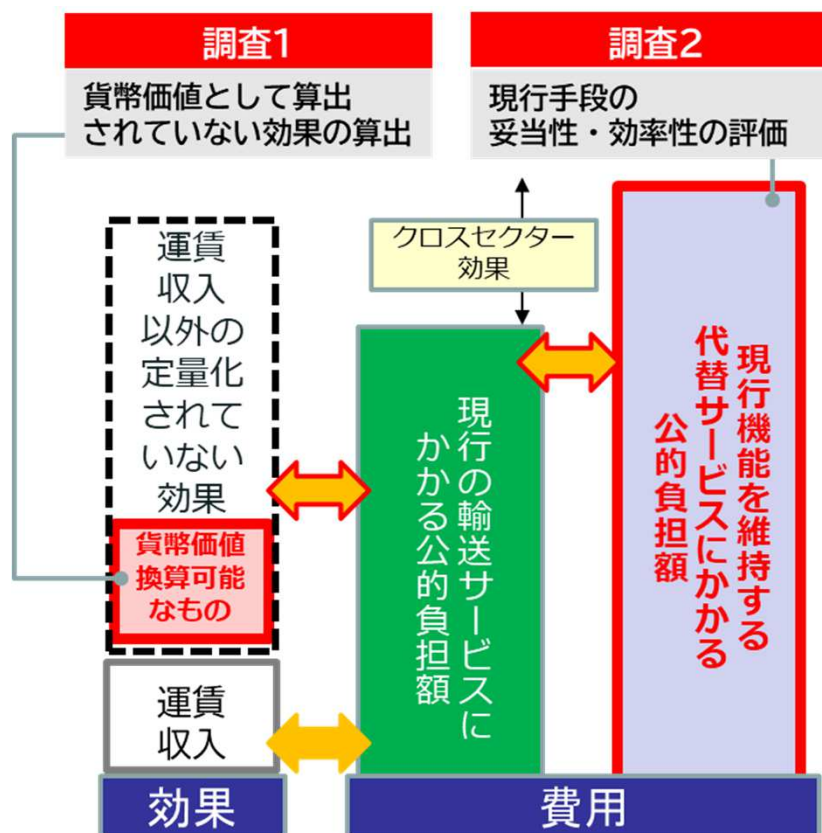 調査1
貨幣価値として算出
されていない効果の算出
調査2
現行手段の
妥当性・効率性の評価
運賃
収入
以外の
定量化
されて
いない
効果
貨幣価値
換算可能
なもの
運賃
収入
効果
クロスセクター
効果
現行の輸送サービスに
かかる公的負担額
現行機能を維持する
代替サービスにかかる
公的負担額
費用